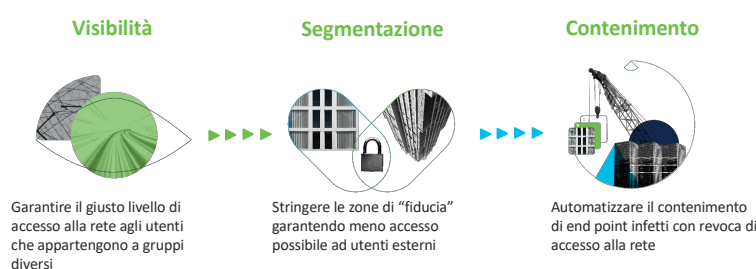 Visibilità
Segmentazione
Contenimento
Garantire il giusto livello di
accesso alla rete agli utenti
che appartengono a gruppi
diversi
Stringere le zone di “fiducia”
garantendo meno accesso
possibile ad utenti esterni
Automatizzare il contenimento
di end point infetti con revoca di
accesso alla rete